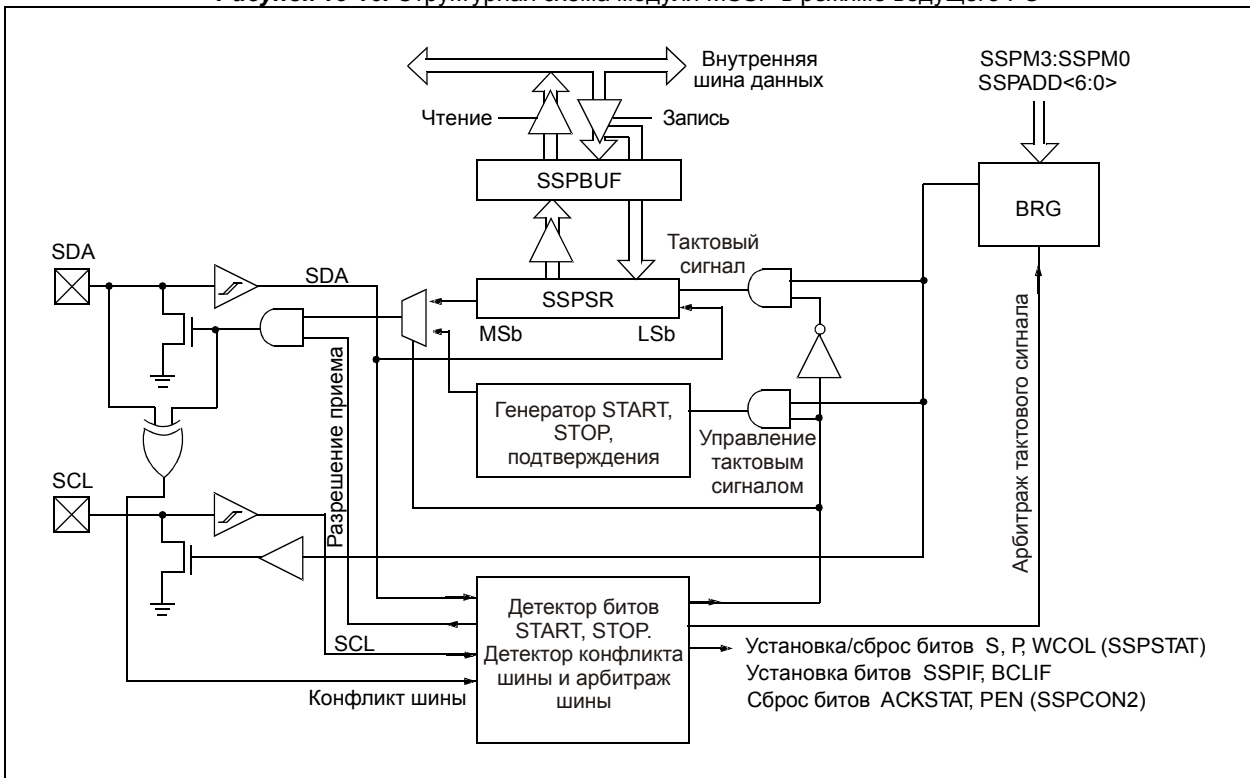 Внутренняя
шина данных
SSPM3:SSPM0
SSPADD<6:0>
Чтение
Запись
SSPBUF
BRG
SDA
SDA
Тактовый
сигнал
SSPSR
MSb
LSb
Разрешение приема
Генератор START,
STOP,
подтверждения
Управление
тактовым
сигналом
Арбитраж тактового сигнала
SCL
Детектор битов
START, STOP.
Детектор конфликта
шины и арбитраж
шины
SCL
Конфликт шины
Установка/сброс битов S, P, WCOL (SSPSTAT)
Установка битов SSPIF, BCLIF
Сброс битов ACKSTAT, PEN (SSPCON2)